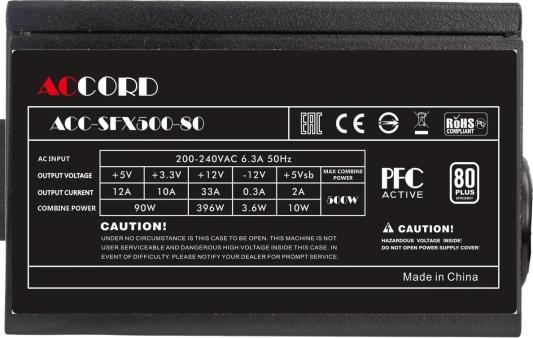 ACCORD
ACC-SFX500-80
EAC CE RoHS Pb
COMPLIANT
AC INPUT 200-240VAC 6.3A 50Hz
OUTPUT VOLTAGE +5V +3.3V +12V -12V +5Vsb MAX COMBINE POWER
OUTPUT CURRENT 12A 10A 33A 0.3A 2A 500W
COMBINE POWER 90W 396W 3.6W 10W
PFC
ACTIVE
80
PLUS
EFFICIENCY
CAUTION!
UNDER NO CIRCUMSTANCE IS THIS CASE TO BE OPEN. THIS MACHINE IS NOT
USER SERVICEABLE AND DANGEROUS HIGH VOLTAGE INSIDE THIS CASE. IN
EVENT OF DIFFICULTY, PLEASE NOTIFY YOUR DEALER FOR PROMPT SERVICE.
CAUTION!
HAZARDOUS VOLTAGE INSIDE!
DO NOT OPEN POWER SUPPLY COVER!
Made in China